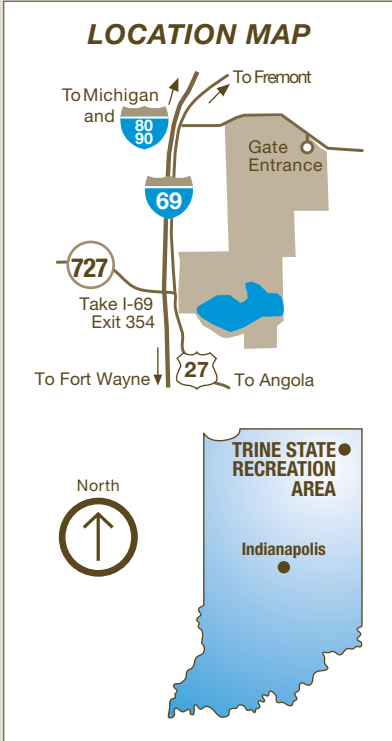 LOCATION MAP
To Fremont
To Michigan
and
80
90
Gate
Entrance
69
727
Take I-69
Exit 354
27
To Fort Wayne
To Angola
TRINE STATE
RECREATION
AREA
North
Indianapolis